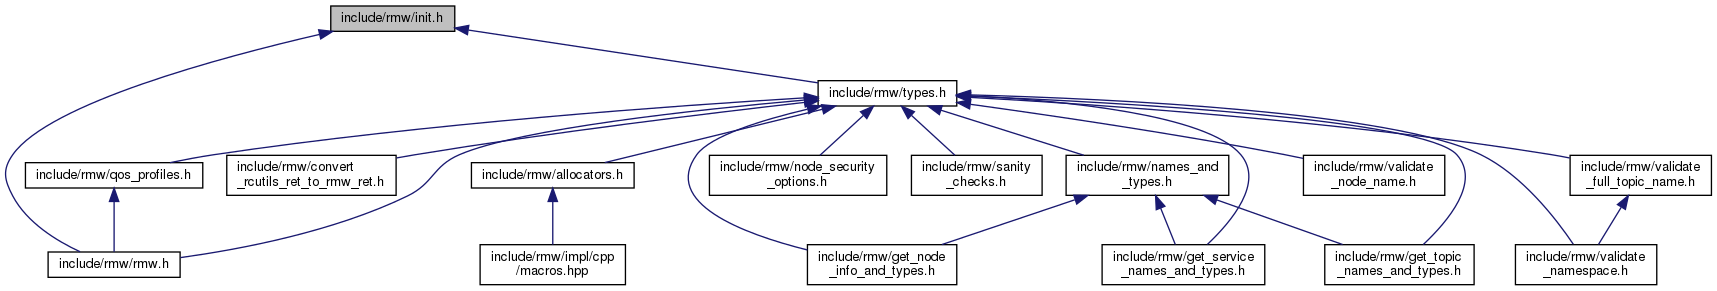 include/rmw/init.h
include/rmw/types.h
include/rmw/qos_profiles.h
include/rmw/convert
_rcutils_ret_to_rmw_ret.h
include/rmw/allocators.h
include/rmw/node_security
_options.h
include/rmw/sanity
_checks.h
include/rmw/names_and
_types.h
include/rmw/validate
_node_name.h
include/rmw/validate
_full_topic_name.h
include/rmw/rmw.h
include/rmw/impl/cpp
/macros.hpp
include/rmw/get_node
_info_and_types.h
include/rmw/get_service
_names_and_types.h
include/rmw/get_topic
_names_and_types.h
include/rmw/validate
_namespace.h